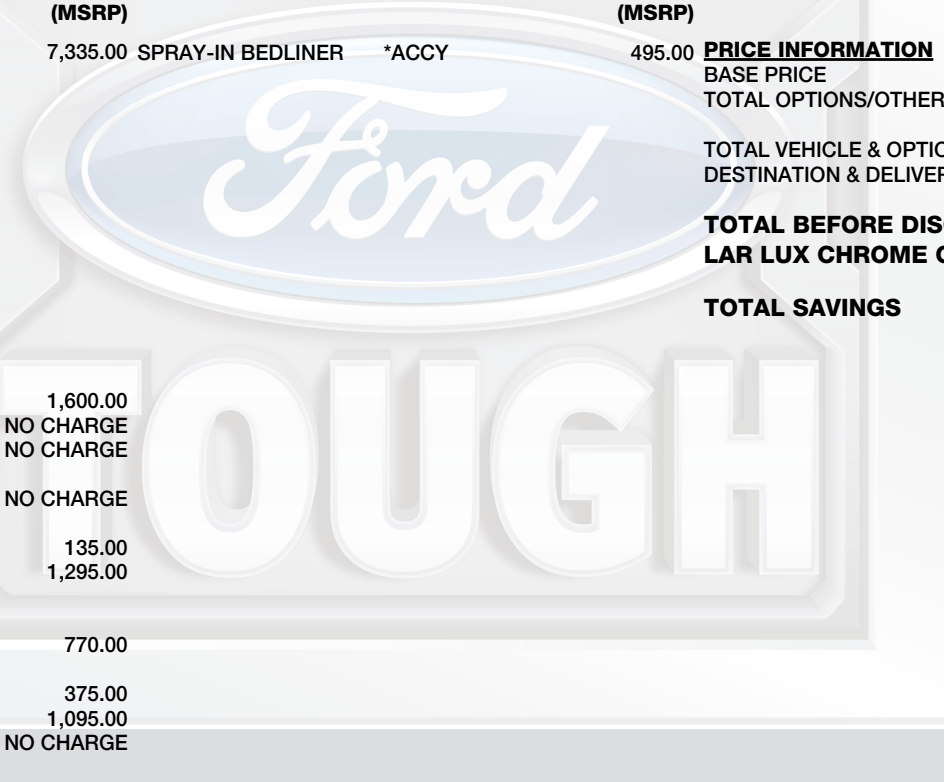 (MSRP)
7,335.00
1,600.00
NO CHARGE
NO CHARGE
NO CHARGE
135.00
1,295.00
770.00
375.00
1,095.00
NO CHARGE
(MSRP)
SPRAY-IN BEDLINER *ACCY 495.00
PRICE INFORMATION
BASE PRICE
TOTAL OPTIONS/OTHER
TOTAL VEHICLE & OPTIO
DESTINATION & DELIVER
TOTAL BEFORE DIS
LAR LUX CHROME
TOTAL SAVINGS
Ford
TOUGH